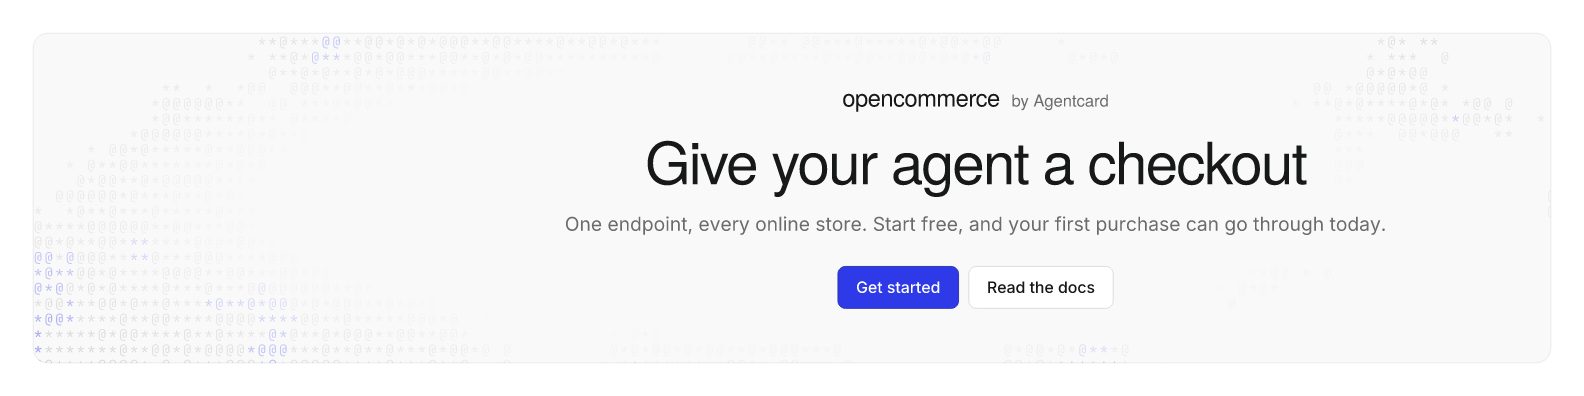 opencommerce by Agentcard
Give your agent a checkout
One endpoint, every online store. Start free, and your first purchase can go through today.
Get started
Read the docs